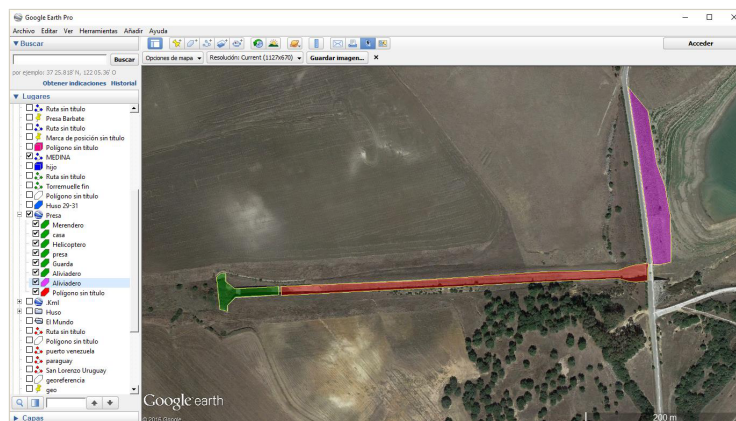 Google Earth Pro
Archivo Editar Ver Herramientas Añadir Ayuda
▼ Buscar
Acceder
Buscar
Opciones de mapa
Resolución: Current (1127x670)
Guardar imagen...
por ejemplo: 37 25.818' N, 122 05.36' O
Obtener indicaciones Historial
▼ Lugares
Ruta sin título
Presa Barbate
Ruta sin título
Marca de posición sin título
Polígono sin título
MEDINA
hijo
Ruta sin título
Torremuelle fin
Polígono sin título
Huso 29-31
Presa
Merendero
casa
Helicoptero
presa
Guarda
Aliviadero
Aliviadero
Polígono sin título
.Kml
Huso
El Mundo
Ruta sin título
Polígono sin título
puerto venezuela
paraguay
San Lorenzo Uruguay
georeferencia
geo
Capas
Google earth
© 2016 Google
200 m